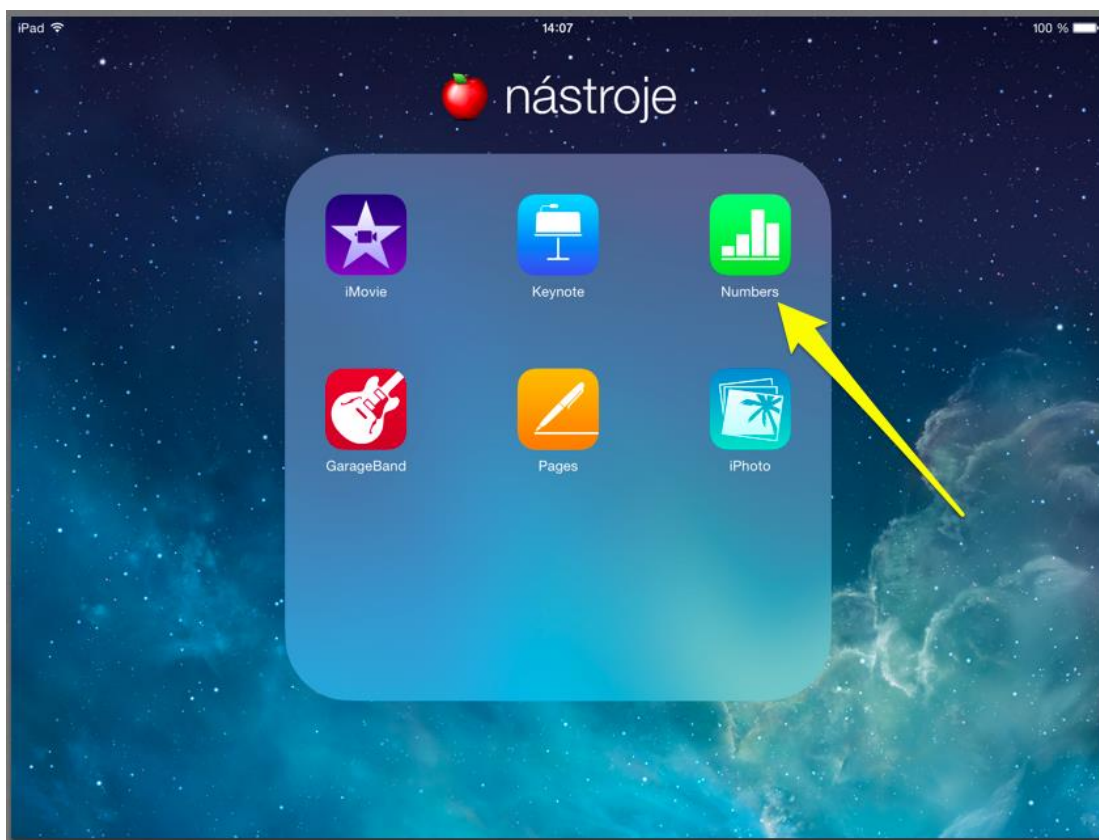 iPad 14:07 100 %
nástroje
iMovie Keynote Numbers
GarageBand Pages iPhoto